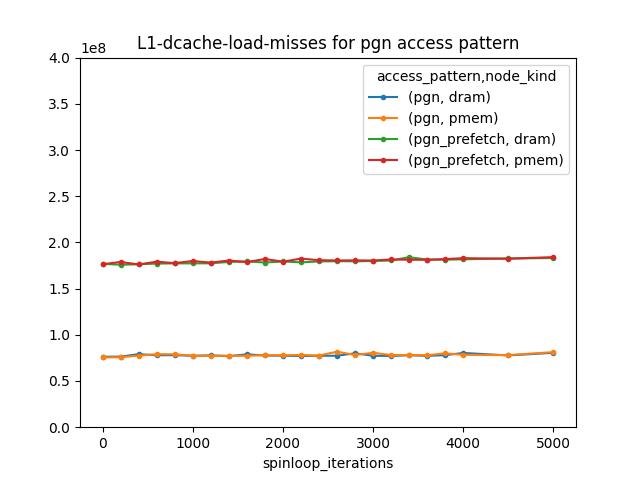 L1-dcache-load-misses for pgn access pattern
1e8
4.0
3.5
3.0
2.5
2.0
1.5
1.0
0.5
0.0
access_pattern,node_kind
(pgn, dram)
(pgn, pmem)
(pgn_prefetch, dram)
(pgn_prefetch, pmem)
0 1000 2000 3000 4000 5000
spinloop_iterations